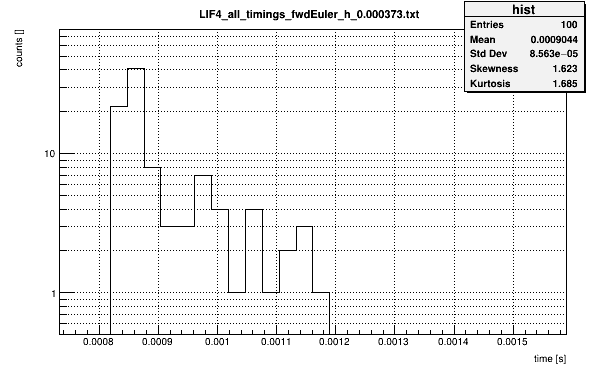 LIF4_all_timings_fwdEuler_h_0.000373.txt
hist
Entries 100
Mean 0.0009044
Std Dev 8.563e−05
Skewness 1.623
Kurtosis 1.685
counts []
10
1
0.0008 0.0009 0.001 0.0011 0.0012 0.0013 0.0014 0.0015
time [s]